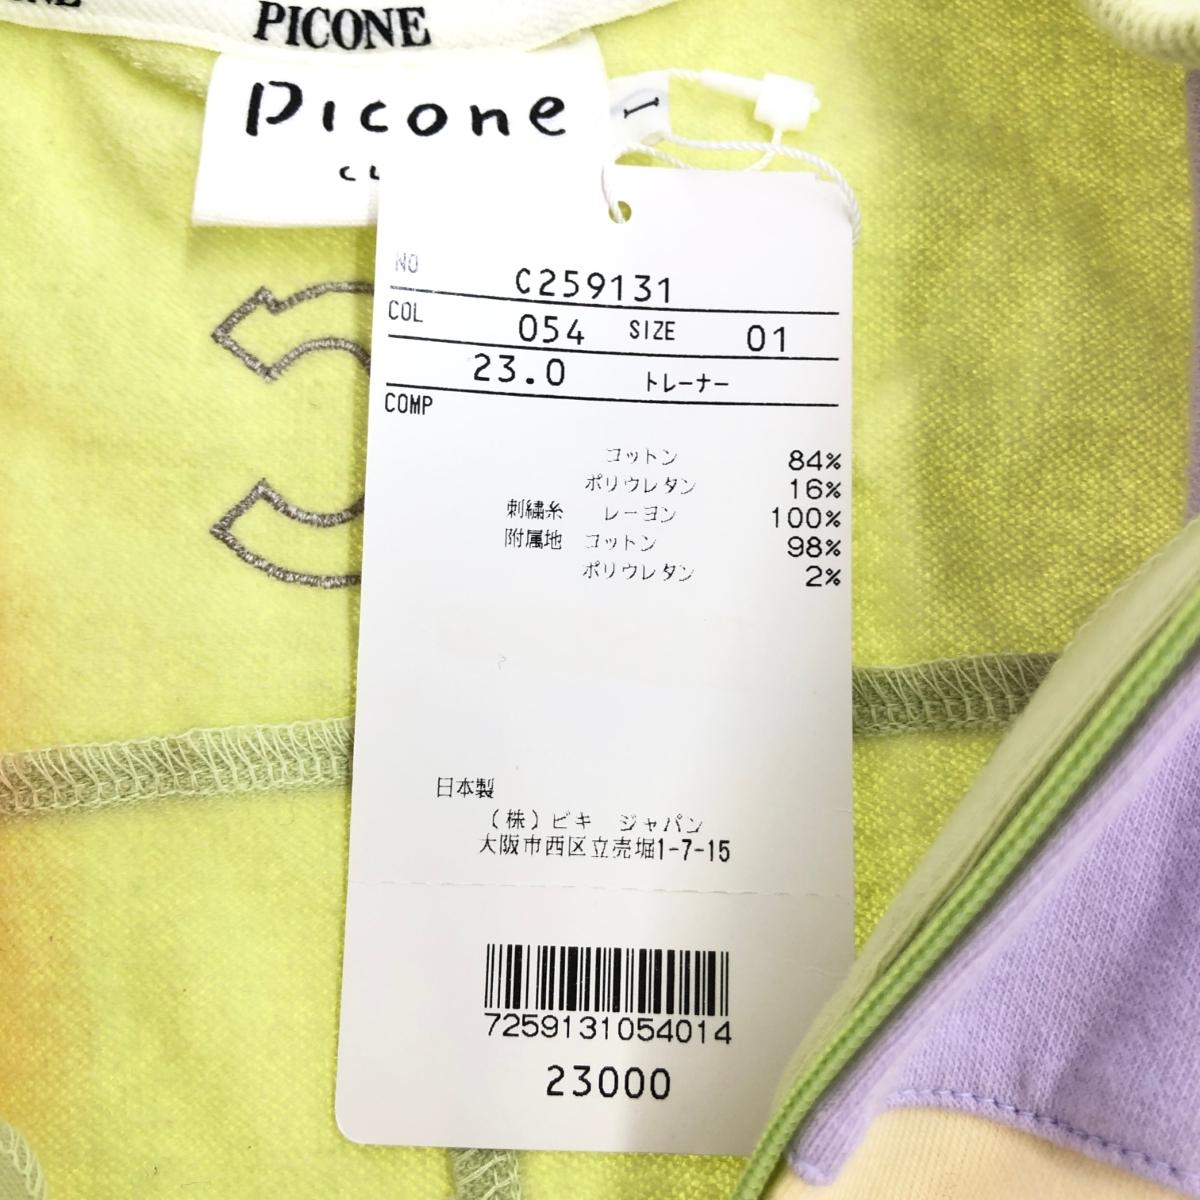 PICONE
Picone
I
NO C259131
COL 054 SIZE 01
23.0 トレーナー
COMP
コットン 84%
ポリウレタン 16%
刺繍糸 レーヨン 100%
附属地 コットン 98%
ポリウレタン 2%
日本製
(株)ビキ ジャパン
大阪市西区立売堀1-7-15
7259131054014
23000